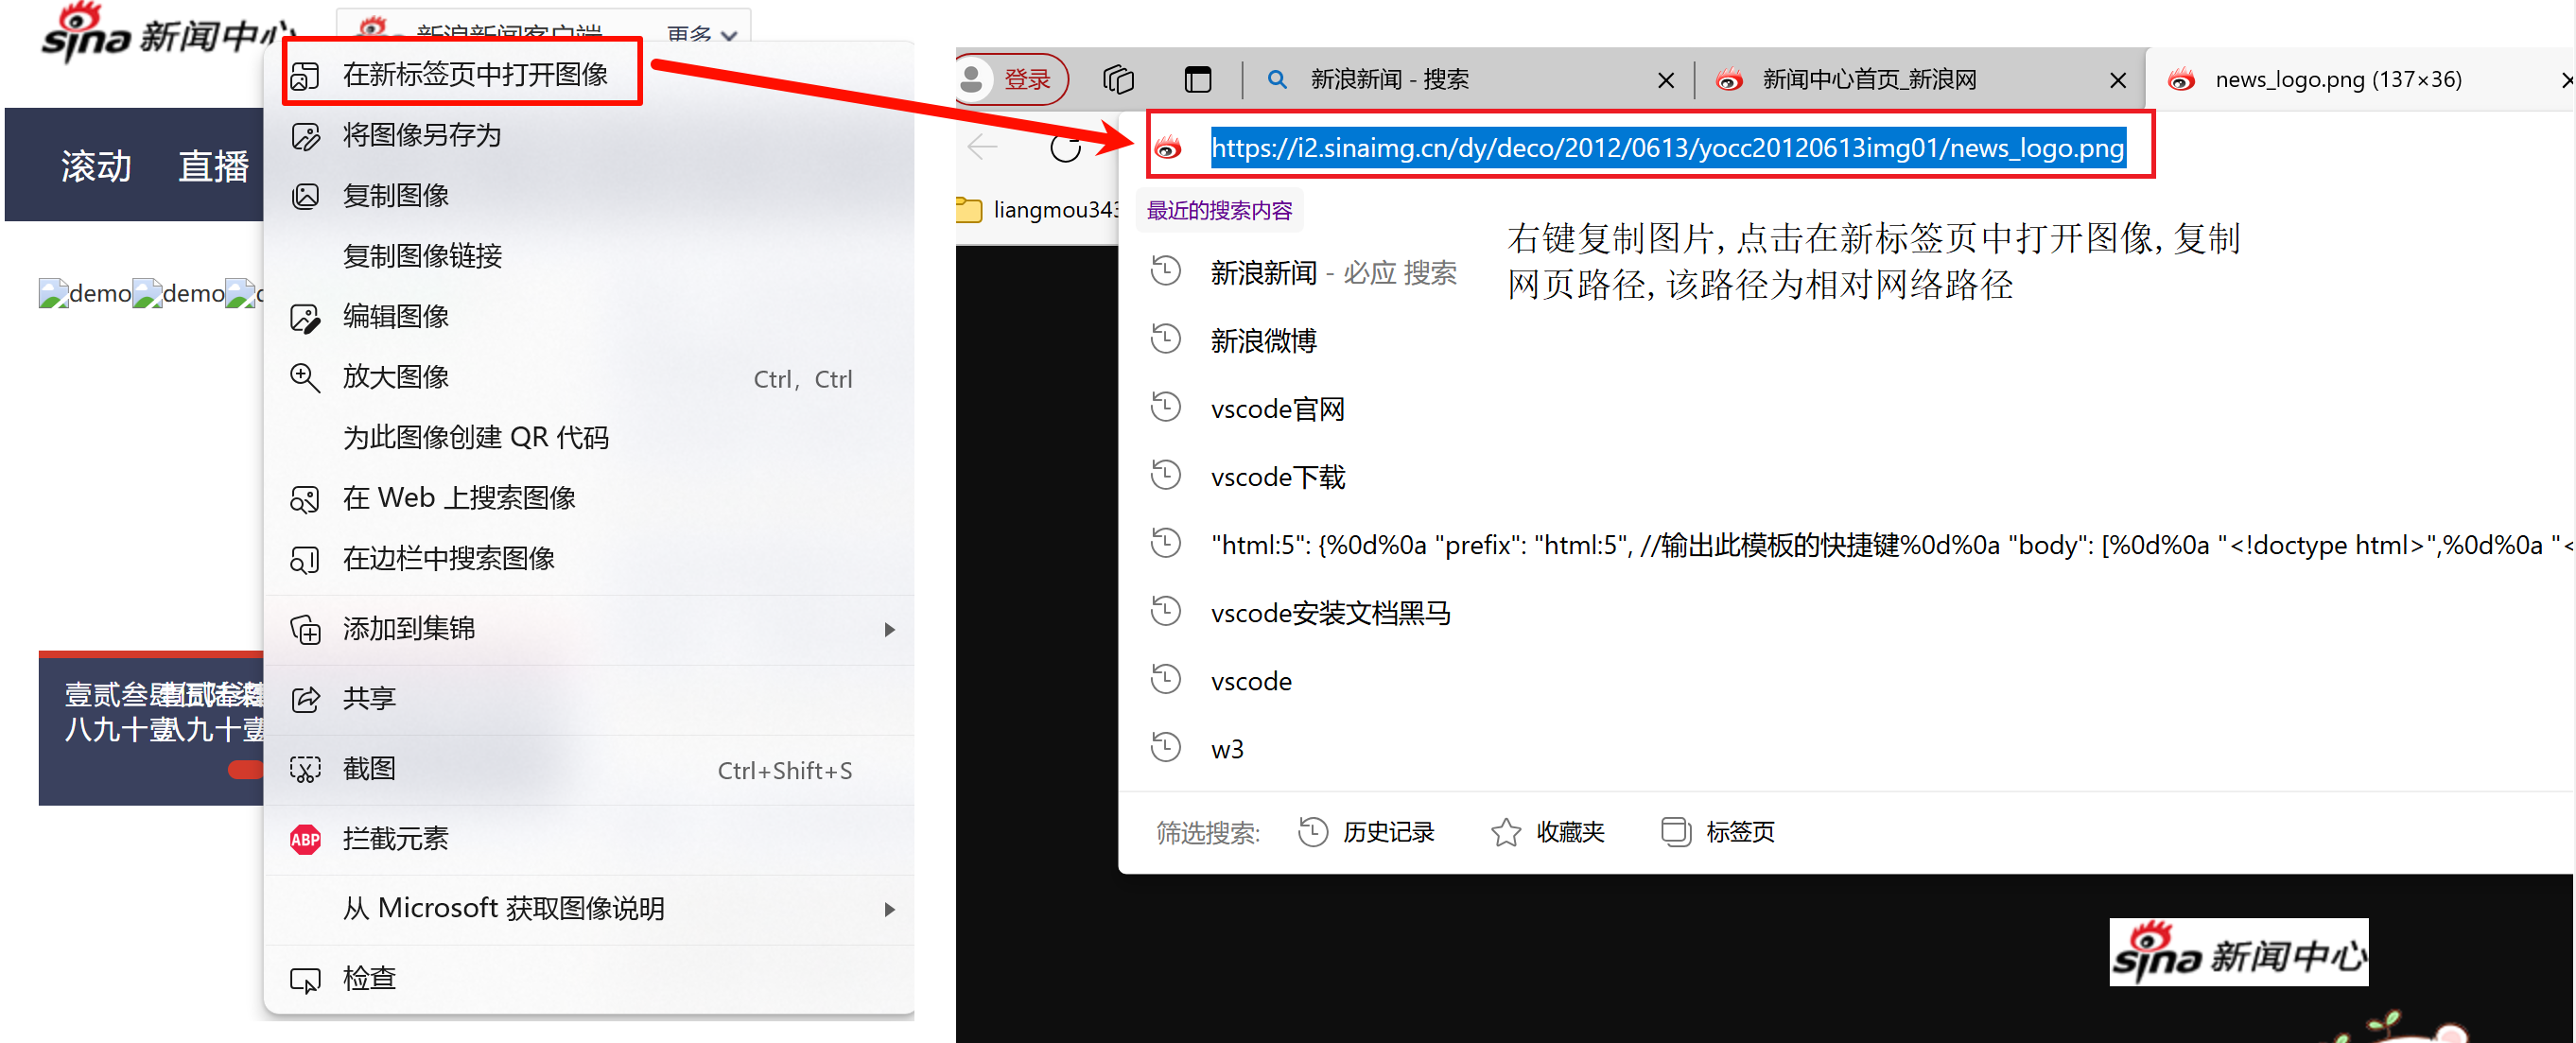 sina 新闻中心
新浪新闻客户端 更多
在新标签页中打开图像
将图像另存为
滚动 直播
复制图像
复制图像链接
demo demo
编辑图像
放大图像 Ctrl，Ctrl
为此图像创建 QR 代码
在 Web 上搜索图像
在边栏中搜索图像
添加到集锦
共享
截图 Ctrl+Shift+S
ABP 拦截元素
从 Microsoft 获取图像说明
检查
登录
新浪新闻 - 搜索
新闻中心首页_新浪网
news_logo.png (137×36)
https://i2.sinaimg.cn/dy/deco/2012/0613/yocc20120613img01/news_logo.png
liangmou343
最近的搜索内容
右键复制图片, 点击在新标签页中打开图像, 复制
网页路径, 该路径为相对网络路径
新浪新闻 - 必应 搜索
新浪微博
vscode官网
vscode下载
"html:5": {%0d%0a "prefix": "html:5", //输出此模板的快捷键%0d%0a "body": [%0d%0a "<!doctype html>",%0d%0a "<
vscode安装文档黑马
vscode
w3
筛选搜索: 历史记录 收藏夹 标签页
sina 新闻中心